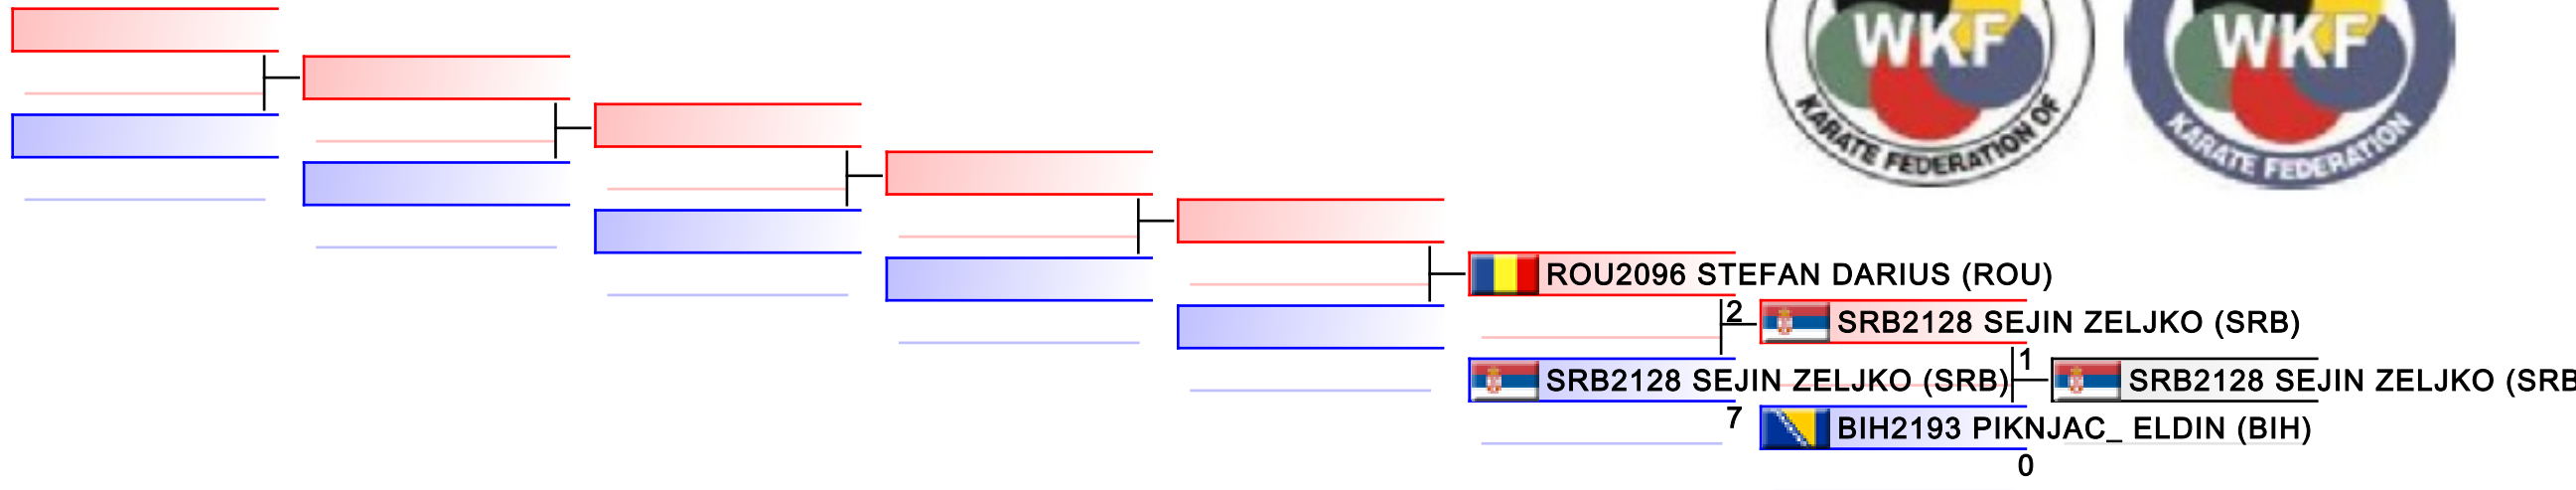 WKF
WKF
KARATE FEDERATION OF
KARATE FEDERATION
ROU2096 STEFAN DARIUS (ROU)
2
SRB2128 SEJIN ZELJKO (SRB)
1
SRB2128 SEJIN ZELJKO (SRB)
SRB2128 SEJIN ZELJKO (SRB
7
BIH2193 PIKNJAC_ ELDIN (BIH)
0